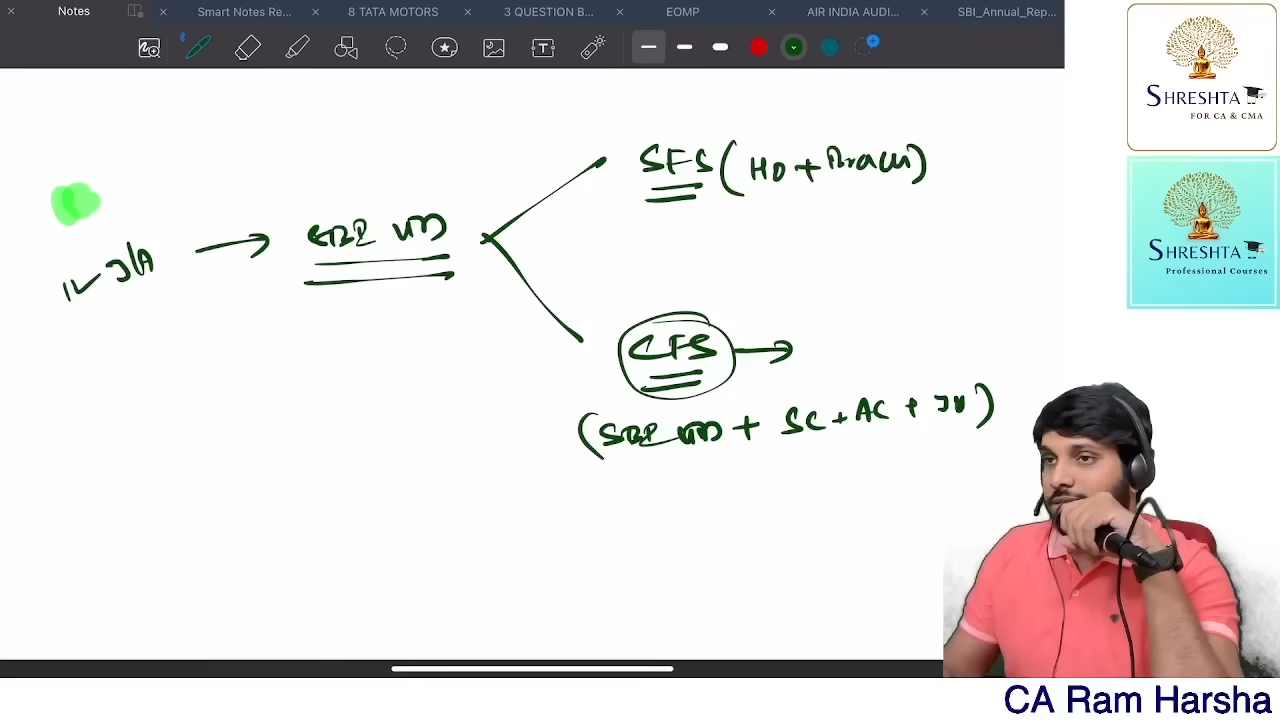 Notes
Smart Notes Re...
8 TATA MOTORS
3 QUESTION B...
EOMP
AIR INDIA AUDI...
SBI_Annual_Rep...
T
SHRESHTA
FOR CA & CMA
SHRESHTA
Professional Courses
SFS (HO +
CFS
+ SC + AC + JV)
CA Ram Harsha